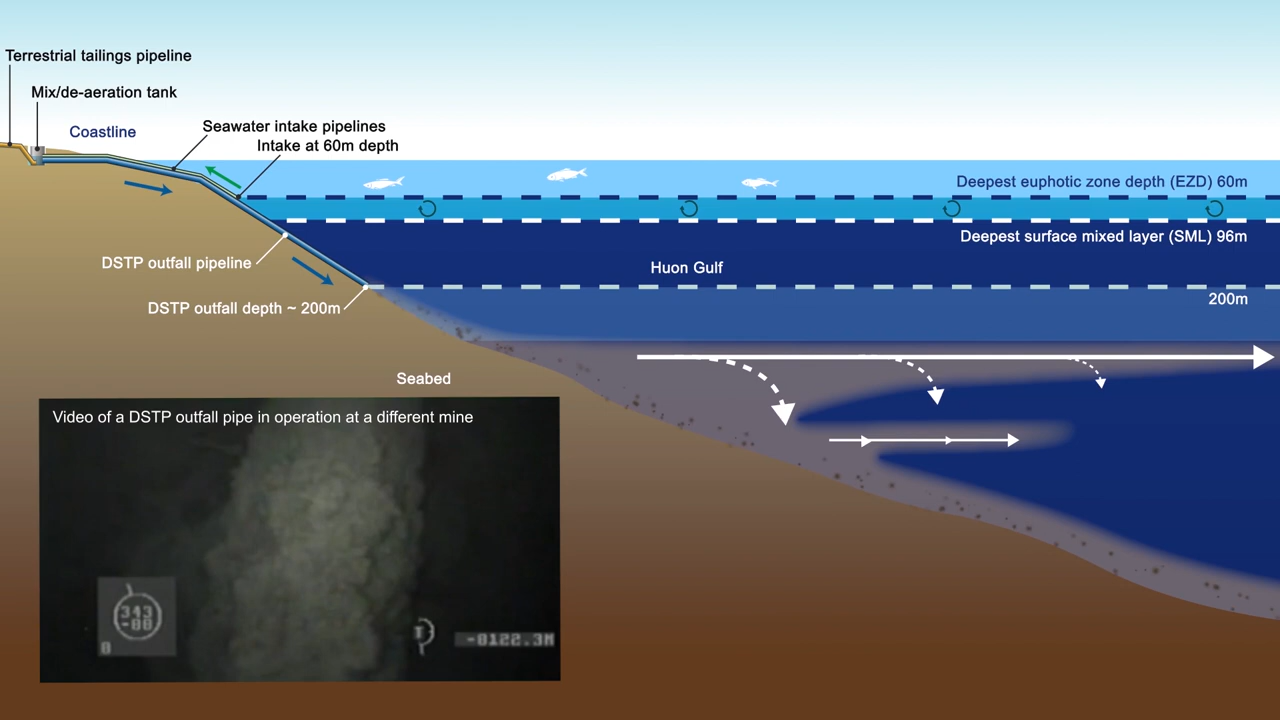 Terrestrial tailings pipeline
Mix/de-aeration tank
Coastline
Seawater intake pipelines
Intake at 60m depth
Deepest euphotic zone depth (EZD) 60m
Deepest surface mixed layer (SML) 96m
DSTP outfall pipeline
Huon Gulf
DSTP outfall depth ~ 200m
200m
Seabed
Video of a DSTP outfall pipe in operation at a different mine
343
-00
0
T
-0122.3M